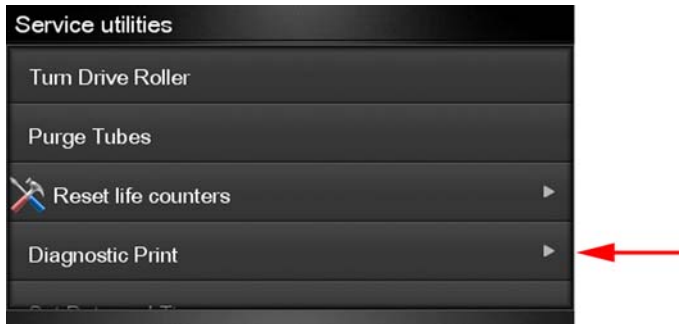 Service utilities
Turn Drive Roller
Purge Tubes
Reset life counters
Diagnostic Print